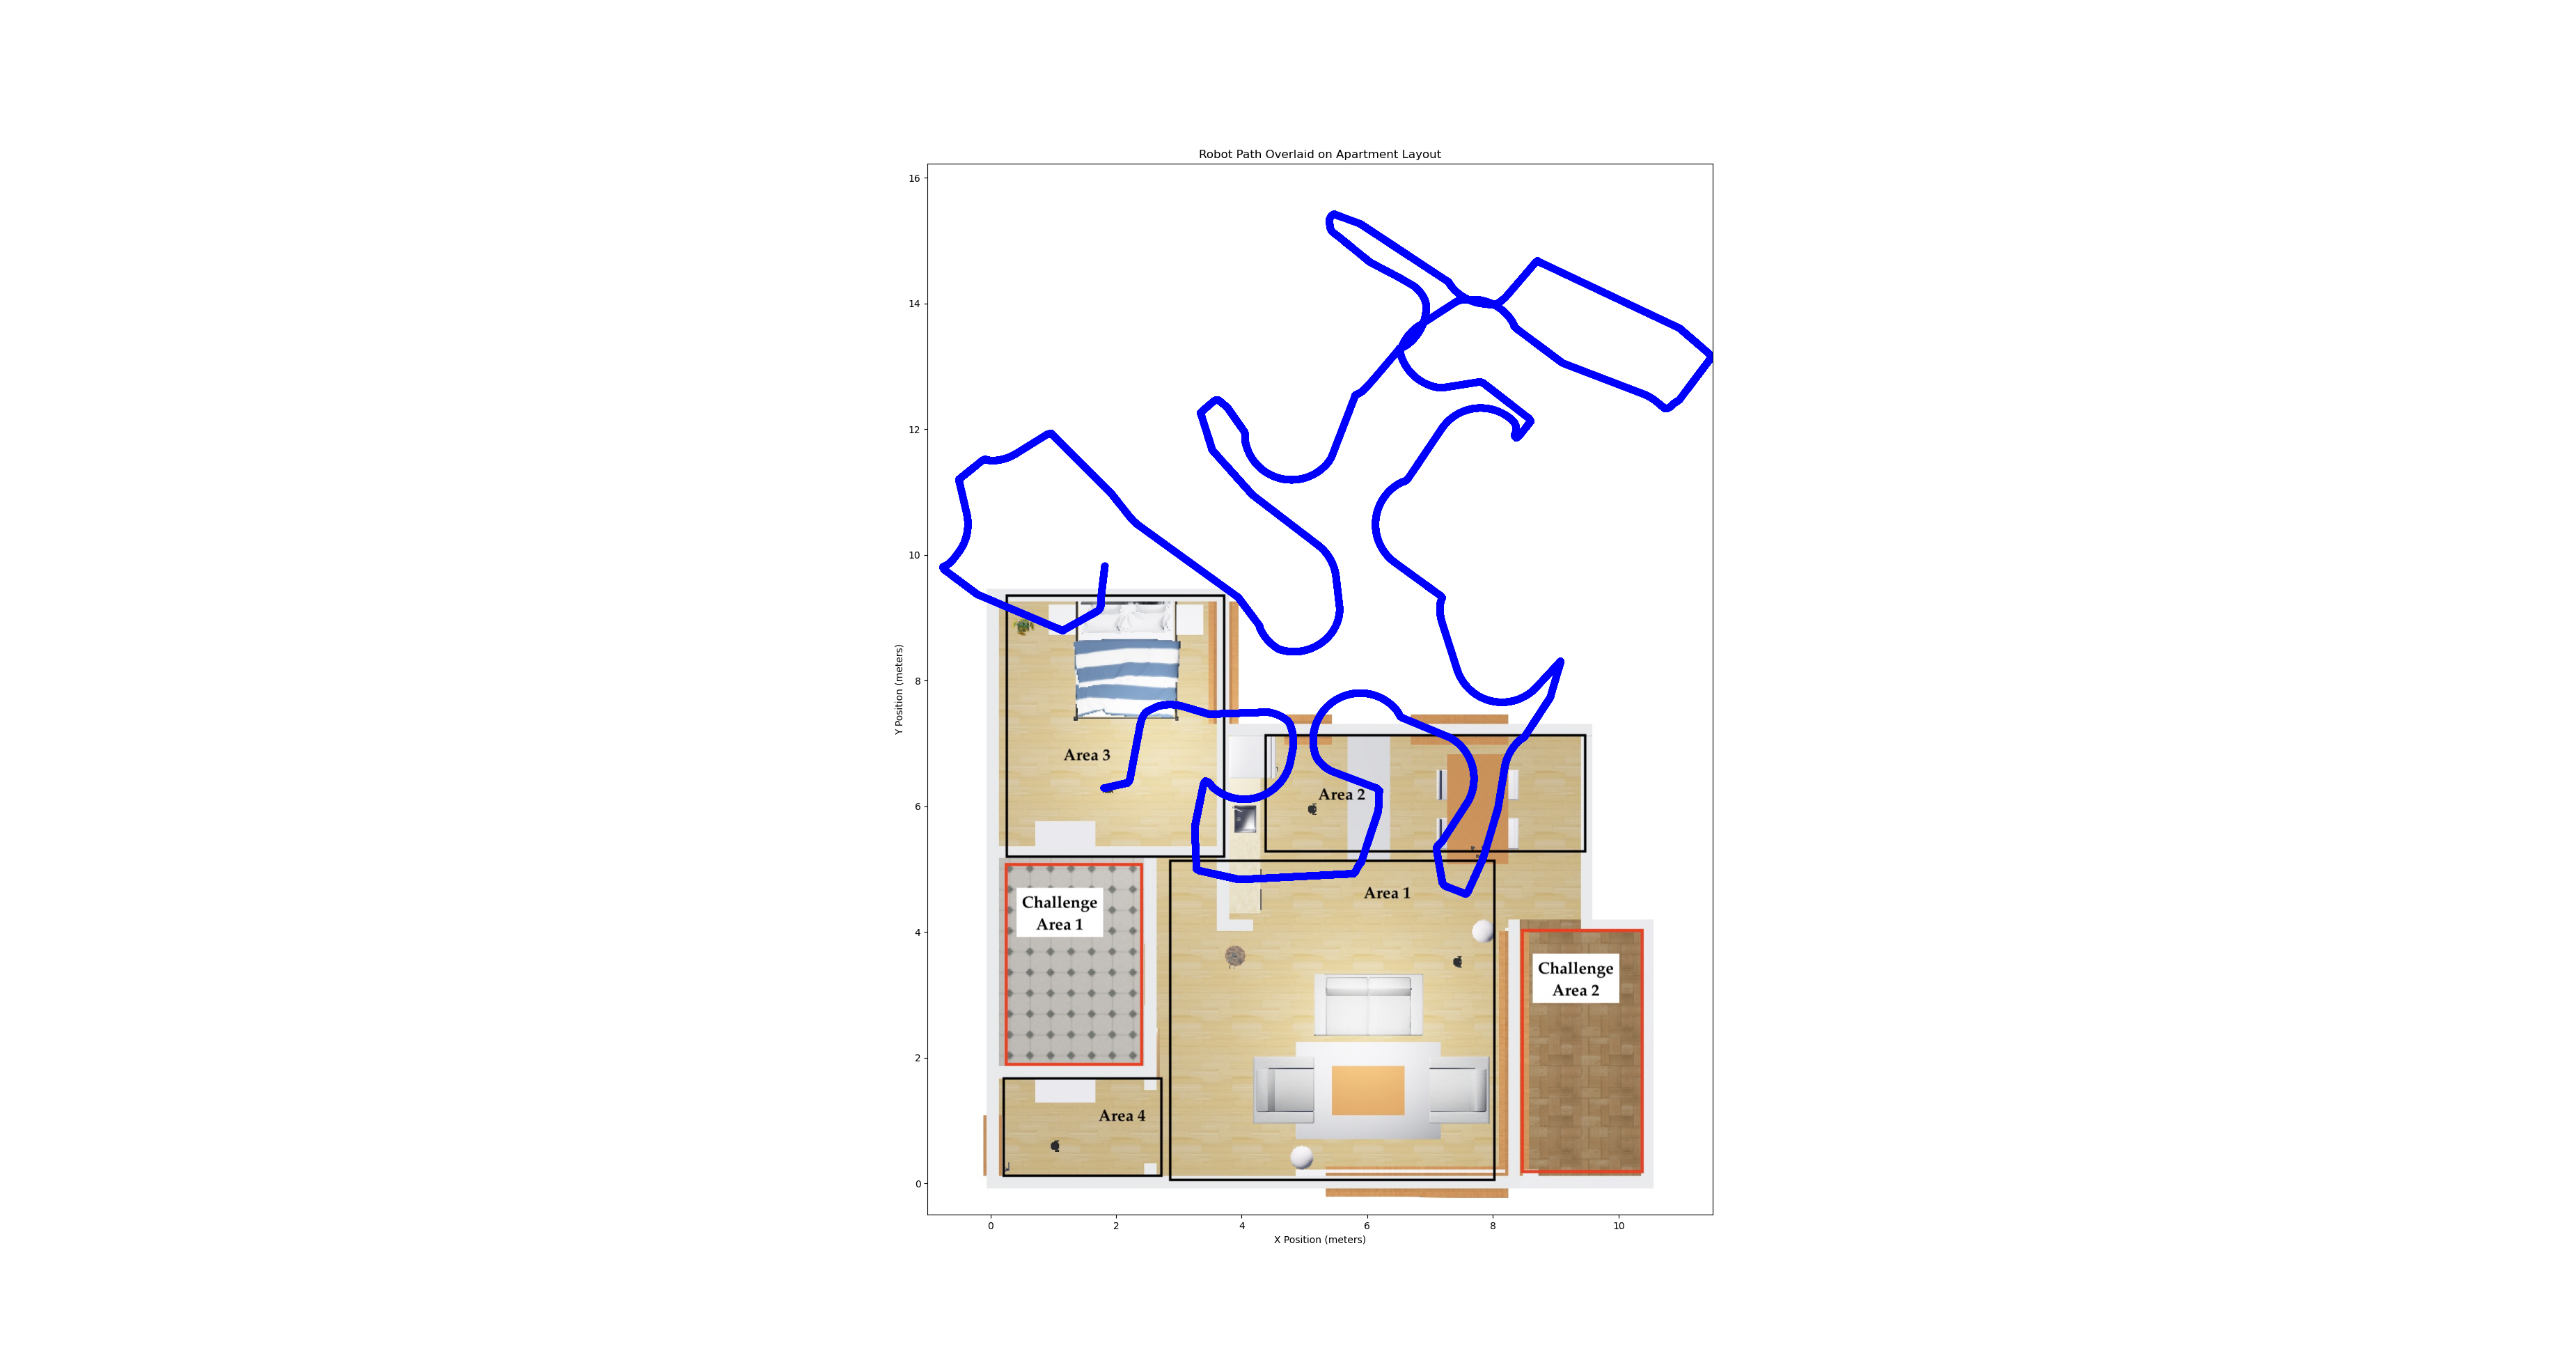 Robot Path Overlaid on Apartment Layout
16
14
12
10
8
6
4
2
0
Y Position (meters)
Area 3
Area 2
Area 1
Challenge
Area 1
Challenge
Area 2
Area 4
0 2 4 6 8 10
X Position (meters)